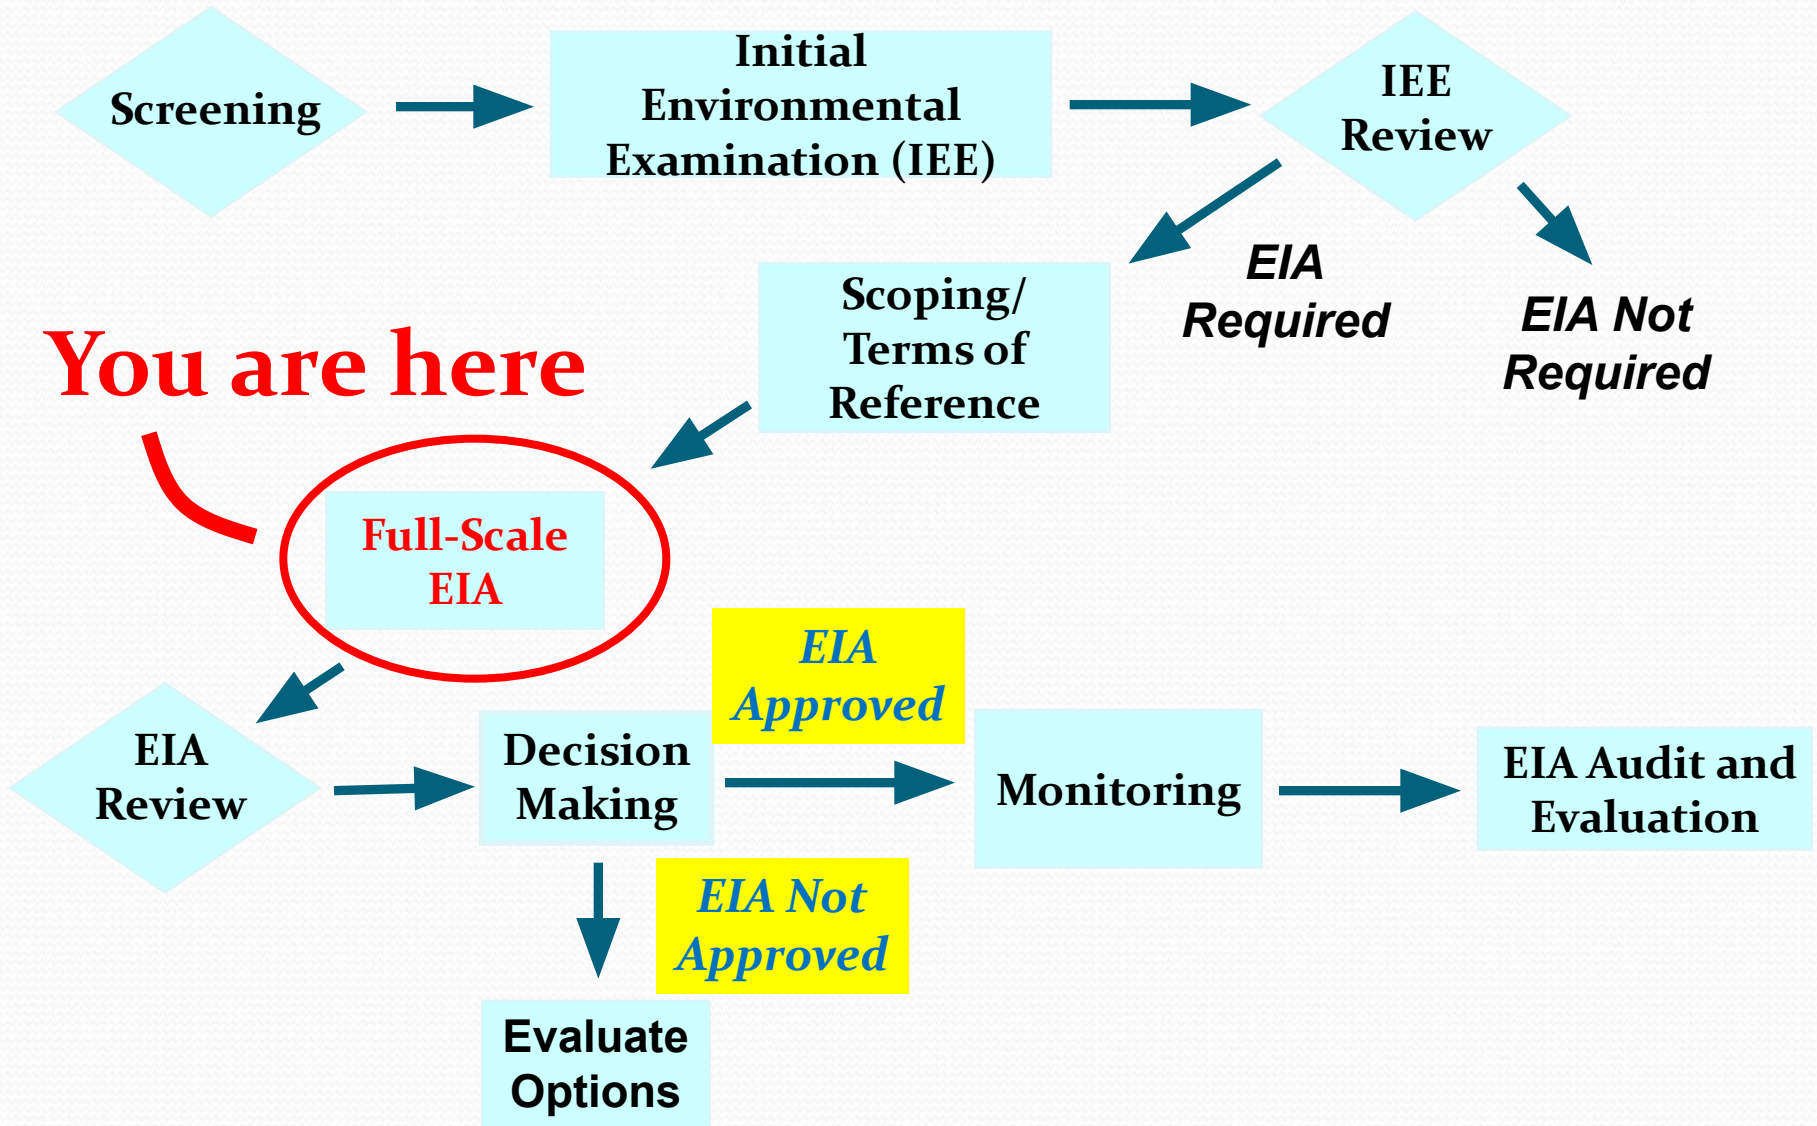 Screening
Initial
Environmental
Examination (IEE)
IEE
Review
EIA
Required
EIA Not
Required
Scoping/
Terms of
Reference
You are here
Full-Scale
EIA
EIA
Review
Decision
Making
EIA
Approved
Monitoring
EIA Audit and
Evaluation
EIA Not
Approved
Evaluate
Options